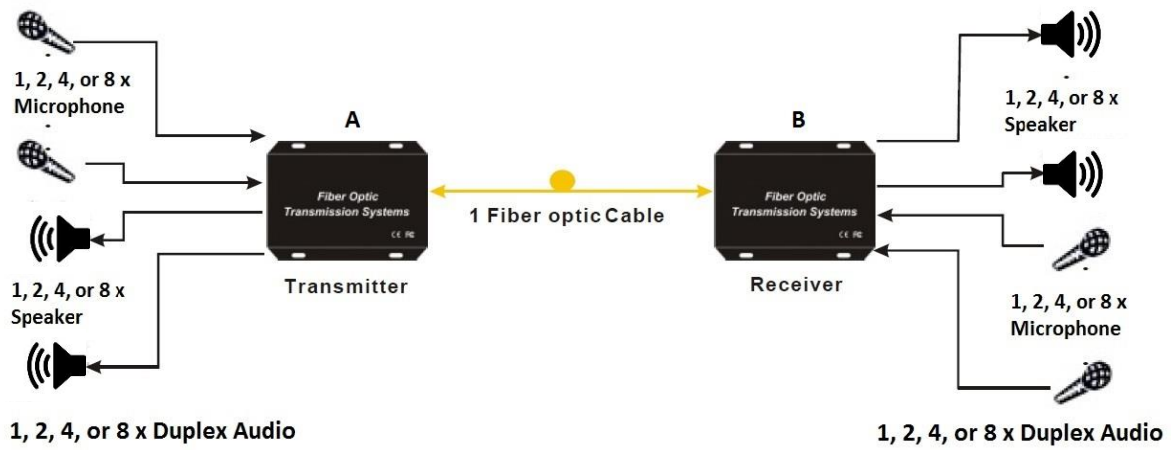 1, 2, 4, or 8 x
Microphone
A
B
1, 2, 4, or 8 x
Speaker
Fiber Optic
Transmission Systems
CE FC
1 Fiber optic Cable
Fiber Optic
Transmission Systems
CE FC
Transmitter
Receiver
1, 2, 4, or 8 x
Speaker
1, 2, 4, or 8 x
Microphone
1, 2, 4, or 8 x Duplex Audio
1, 2, 4, or 8 x Duplex Audio